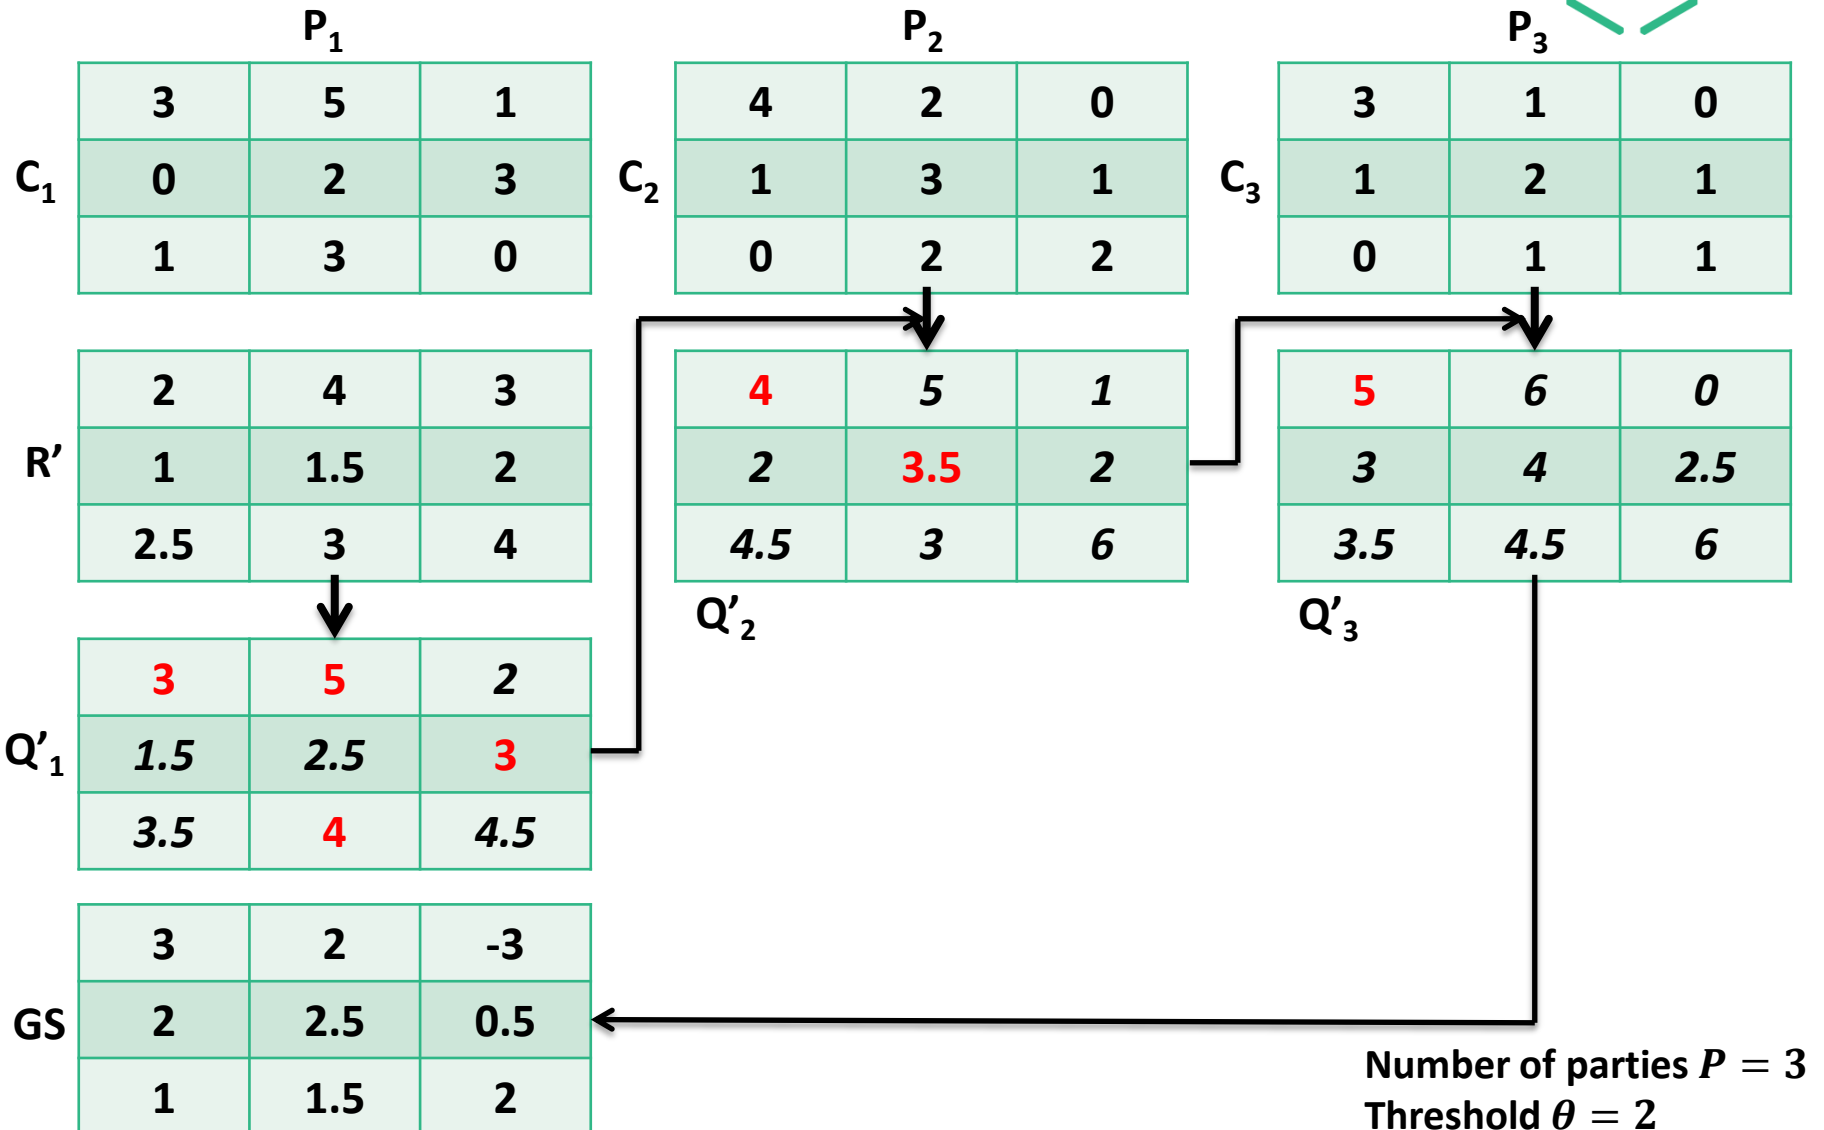 P1 P2 P3
3 5 1 4 2 0 3 1 0
C1 0 2 3 C2 1 3 1 C3 1 2 1
1 3 0 0 2 2 0 1 1
2 4 3 4 5 1 5 6 0
R’ 1 1.5 2 2 3.5 2 3 4 2.5
2.5 3 4 4.5 3 6 3.5 4.5 6
Q’2 Q’3
3 5 2
Q’1 1.5 2.5 3
3.5 4 4.5
3 2 -3
GS 2 2.5 0.5
1 1.5 2
Number of parties P = 3
Threshold θ = 2